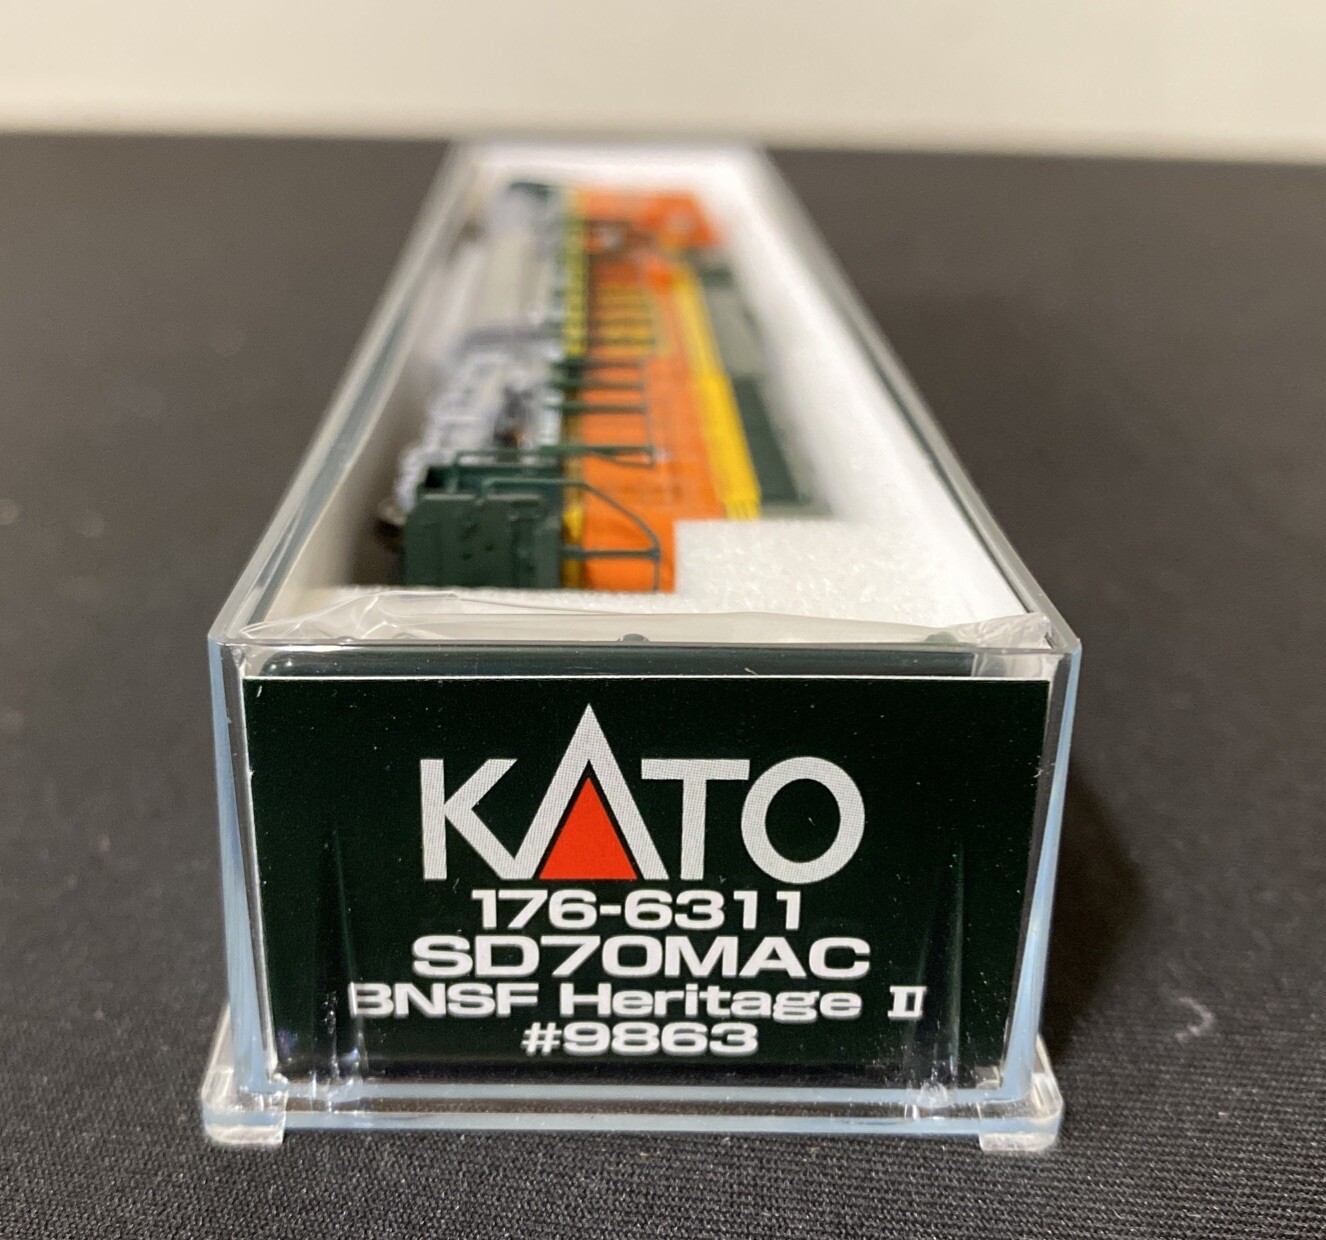 KATO
176-6311
SD70MAC
BNSF Heritage II
#9863